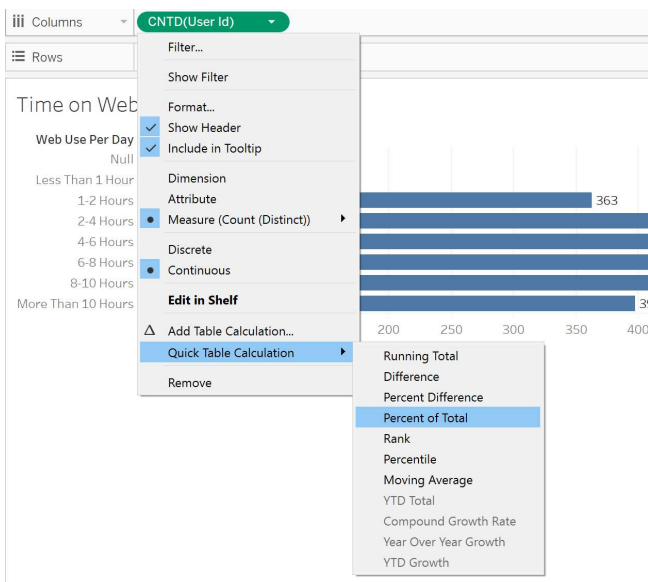 Columns
CNTD(User Id)
Rows
Filter...
Show Filter
Time on Web
Format...
Show Header
Include in Tooltip
Web Use Per Day
Null
Less Than 1 Hour
1-2 Hours
2-4 Hours
4-6 Hours
6-8 Hours
8-10 Hours
More Than 10 Hours
Dimension
Attribute
Measure (Count (Distinct))
Discrete
Continuous
Edit in Shelf
Δ Add Table Calculation...
Quick Table Calculation
Remove
363
200 250 300 350 400
Running Total
Difference
Percent Difference
Percent of Total
Rank
Percentile
Moving Average
YTD Total
Compound Growth Rate
Year Over Year Growth
YTD Growth